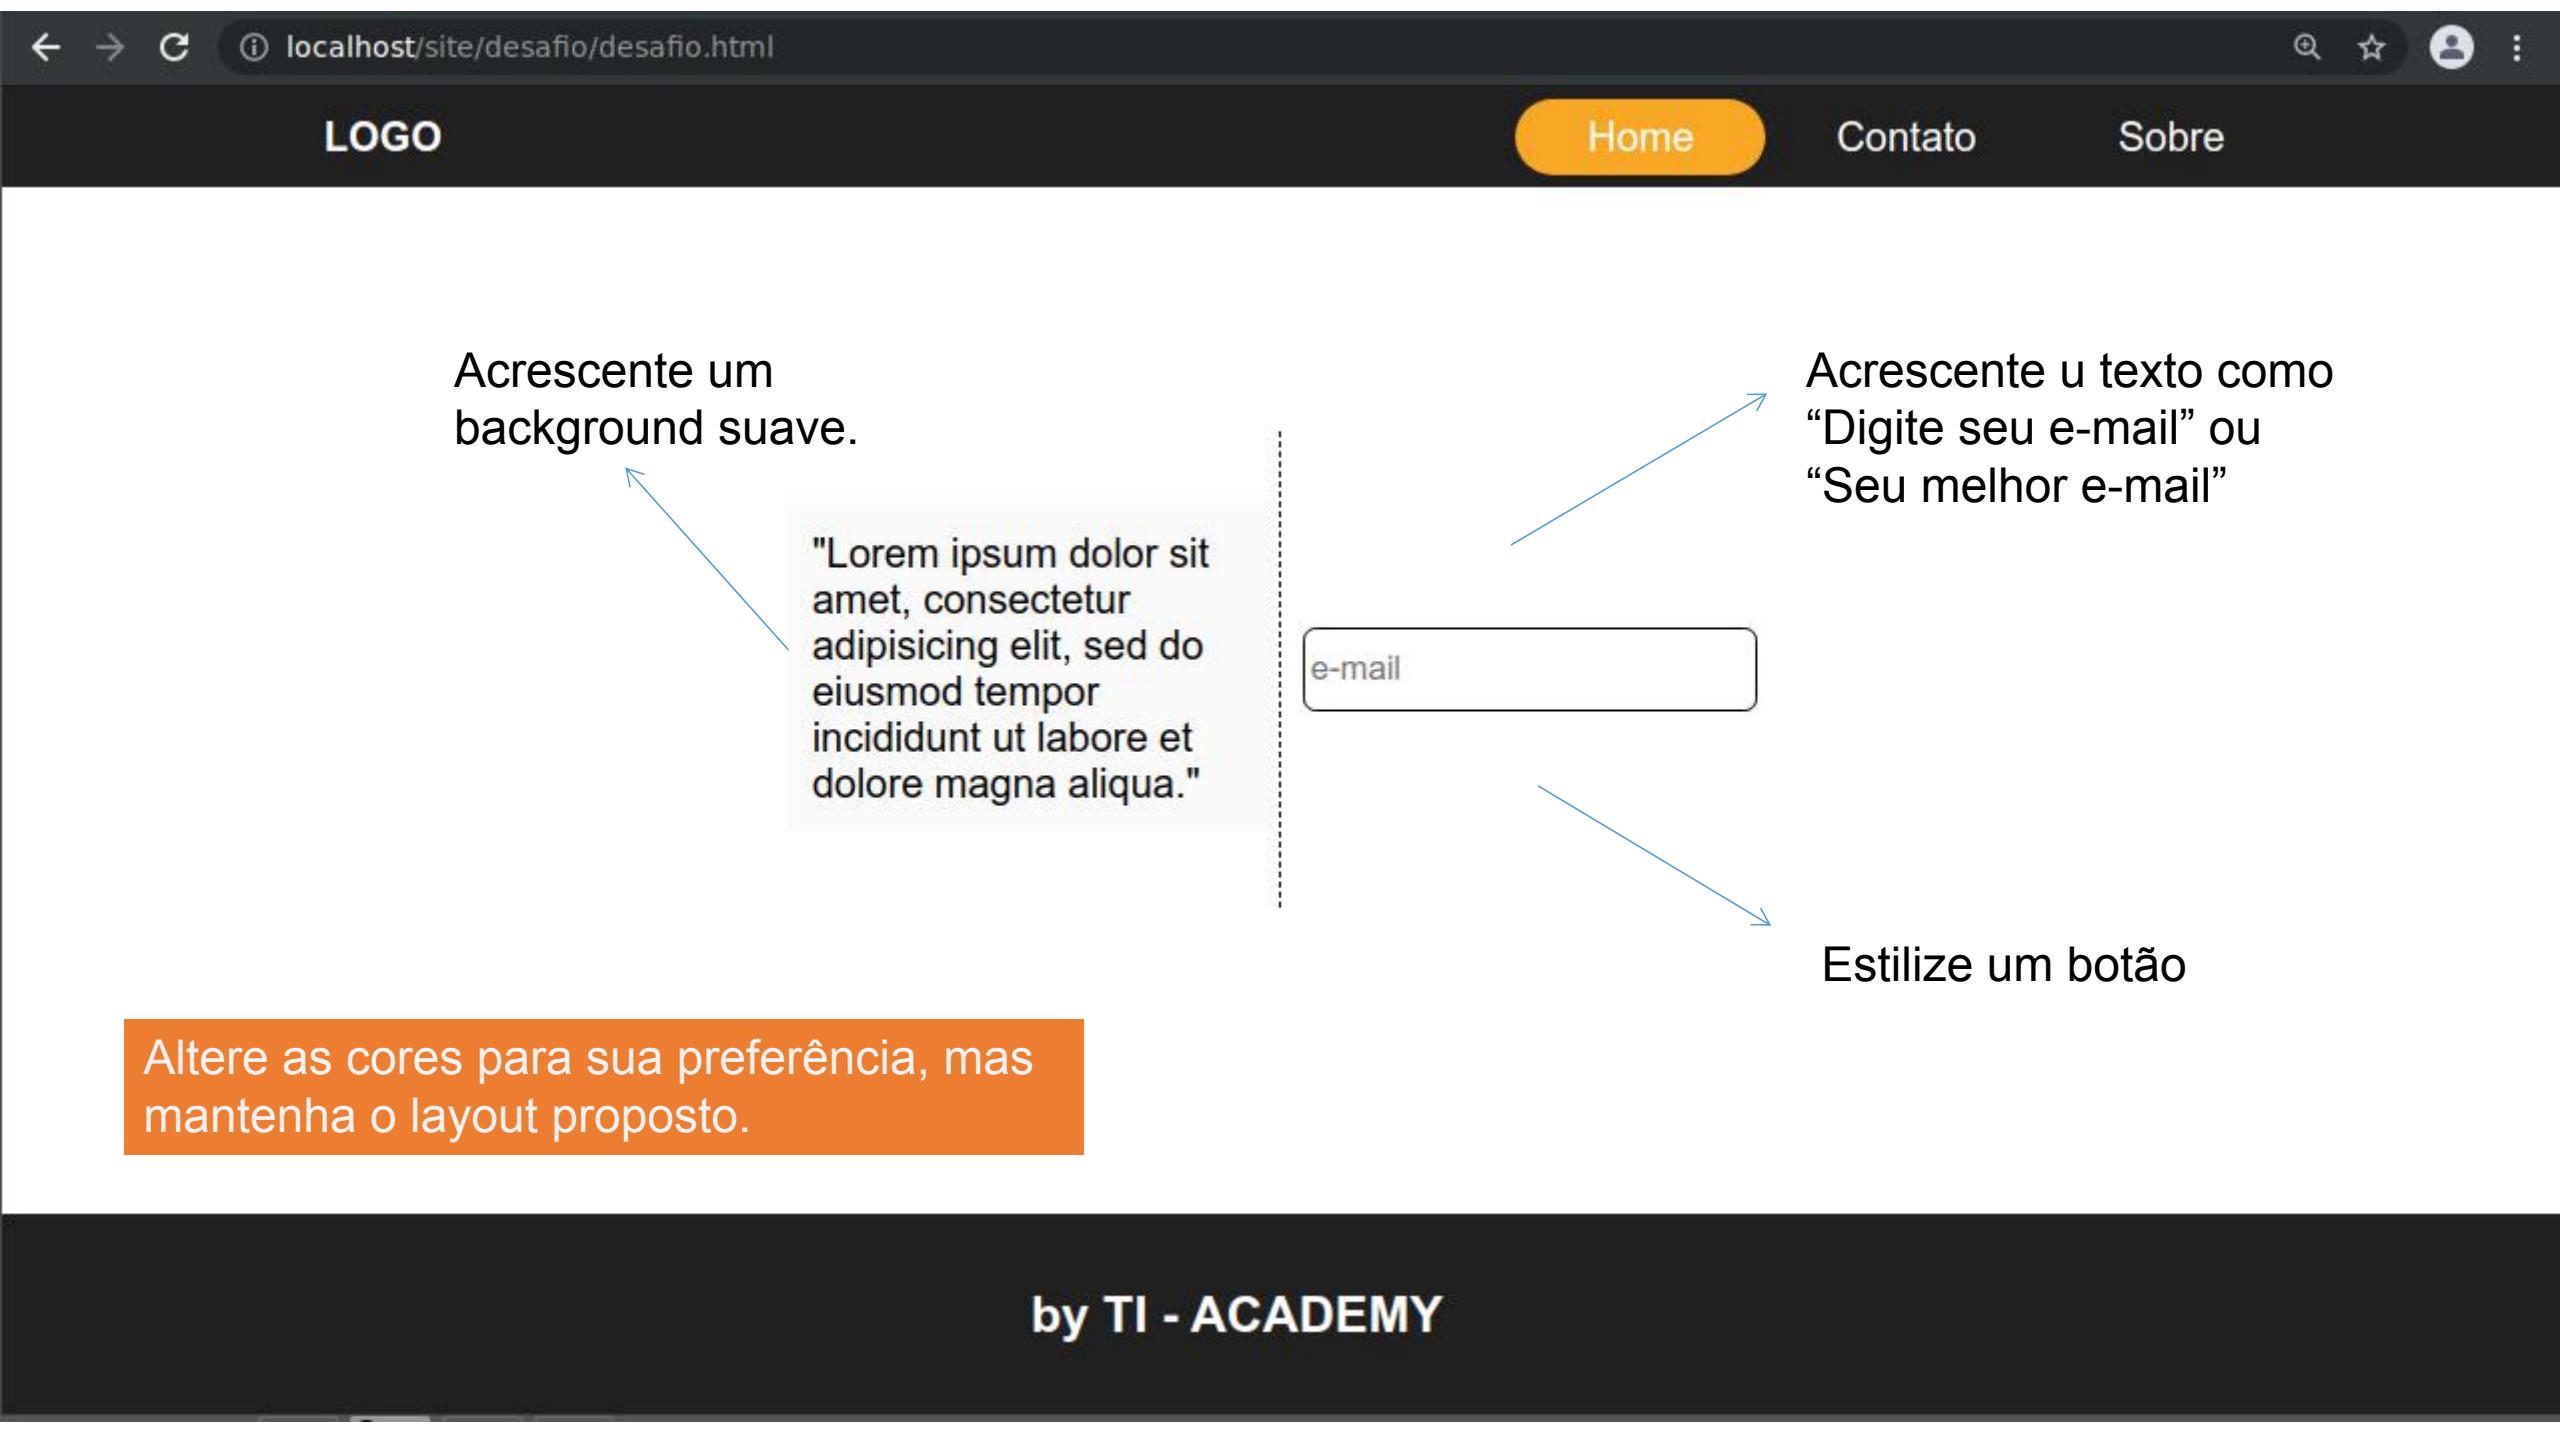 localhost/site/desafio/desafio.html
LOGO
Home
Contato
Sobre
Acrescente um
background suave.
Acrescente u texto como
“Digite seu e-mail” ou
“Seu melhor e-mail”
"Lorem ipsum dolor sit
amet, consectetur
adipisicing elit, sed do
eiusmod tempor
incididunt ut labore et
dolore magna aliqua."
e-mail
Estilize um botão
Altere as cores para sua preferência, mas
mantenha o layout proposto.
by TI - ACADEMY